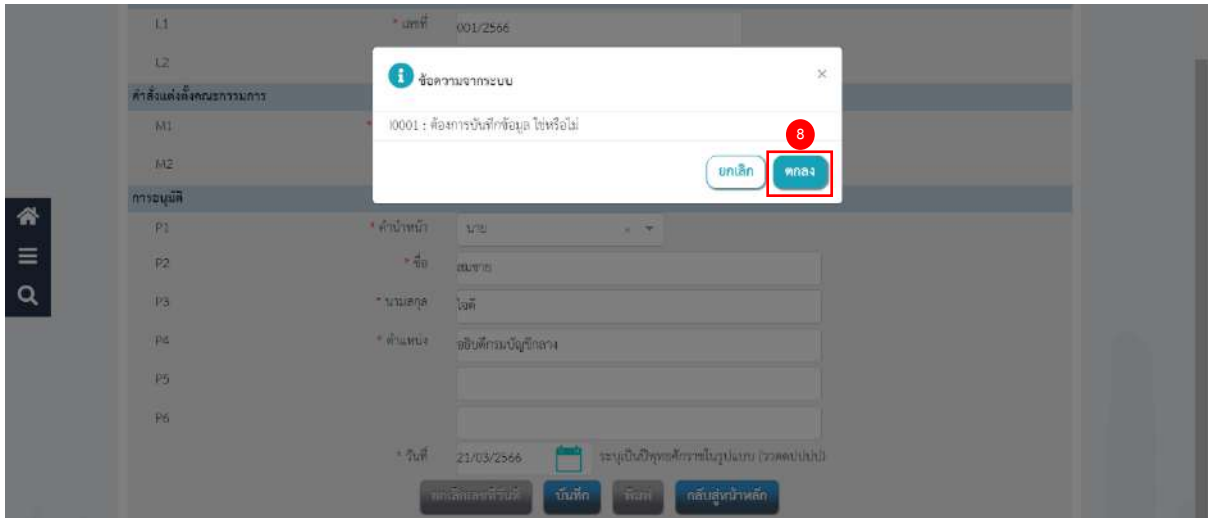 L1 * เลขที่ 001/2566
L2
ข้อความจากระบบ ×
คำสั่งแต่งตั้งคณะกรรมการ
M1 *
I0001 : ต้องการบันทึกข้อมูล ใช่หรือไม่
8
M2
ยกเลิก ตกลง
การอนุมัติ
P1 * คำนำหน้า นาย ×
P2 * ชื่อ สมชาย
P3 * นามสกุล ใจดี
P4 * ตำแหน่ง อธิบดีกรมบัญชีกลาง
P5
P6
* วันที่ 21/03/2566 ระบุเป็นปีพุทธศักราชในรูปแบบ (ววดดปปปป)
ยกเลิกเลขที่วันที่ บันทึก พิมพ์ กลับสู่หน้าหลัก